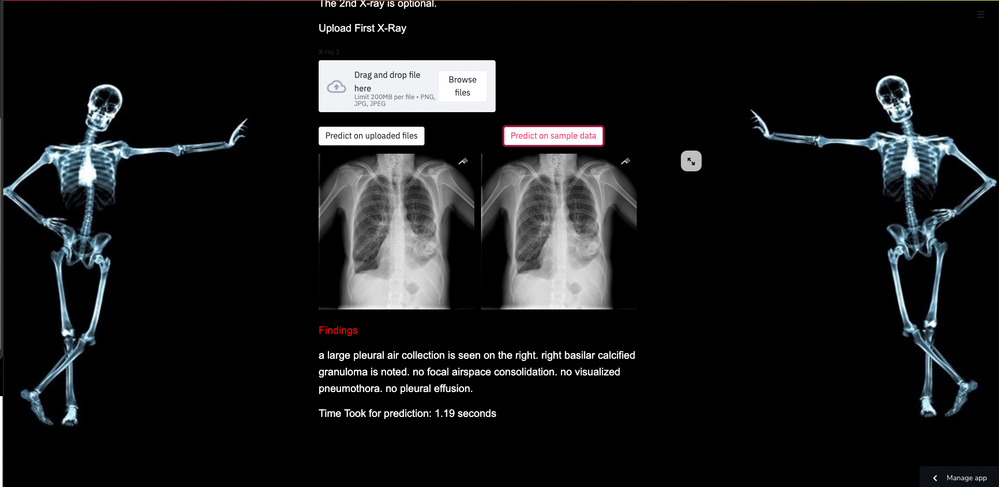 The 2nd X-ray is optional.
Upload First X-Ray
X-ray 1
Drag and drop file
here
Limit 200MB per file • PNG,
JPG, JPEG
Browse
files
Predict on uploaded files
Predict on sample data
Findings
a large pleural air collection is seen on the right. right basilar calcified
granuloma is noted. no focal airspace consolidation. no visualized
pneumothora. no pleural effusion.
Time Took for prediction: 1.19 seconds
Manage app